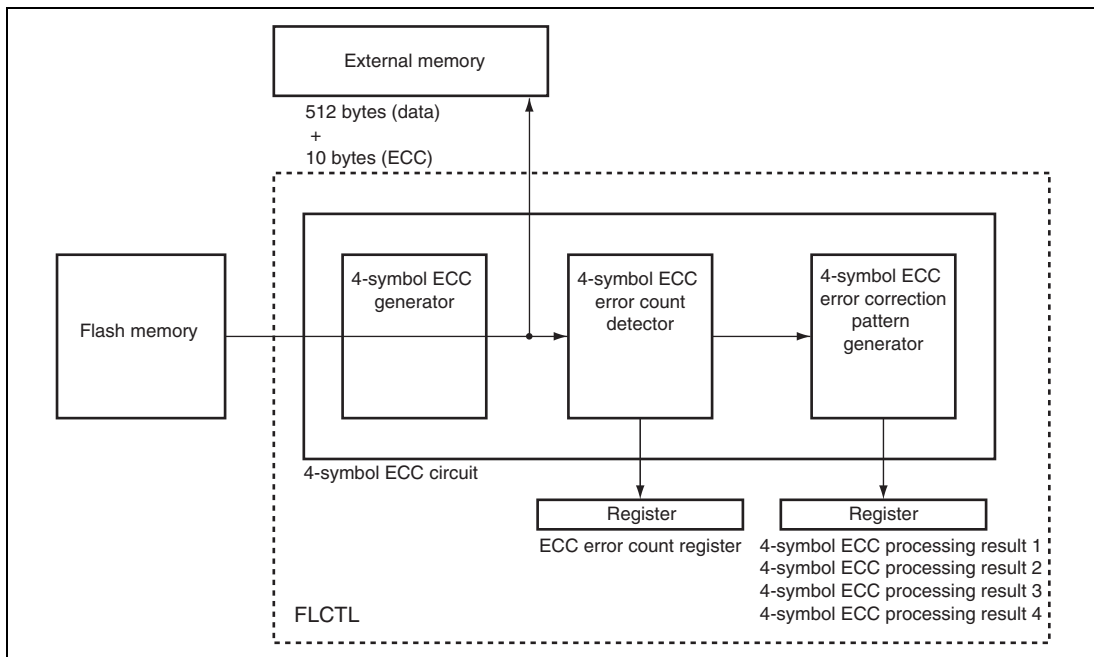 External memory
512 bytes (data)
+
10 bytes (ECC)
Flash memory
4-symbol ECC
generator
4-symbol ECC
error count
detector
4-symbol ECC
error correction
pattern
generator
4-symbol ECC circuit
Register
ECC error count register
Register
4-symbol ECC processing result 1
4-symbol ECC processing result 2
4-symbol ECC processing result 3
4-symbol ECC processing result 4
FLCTL